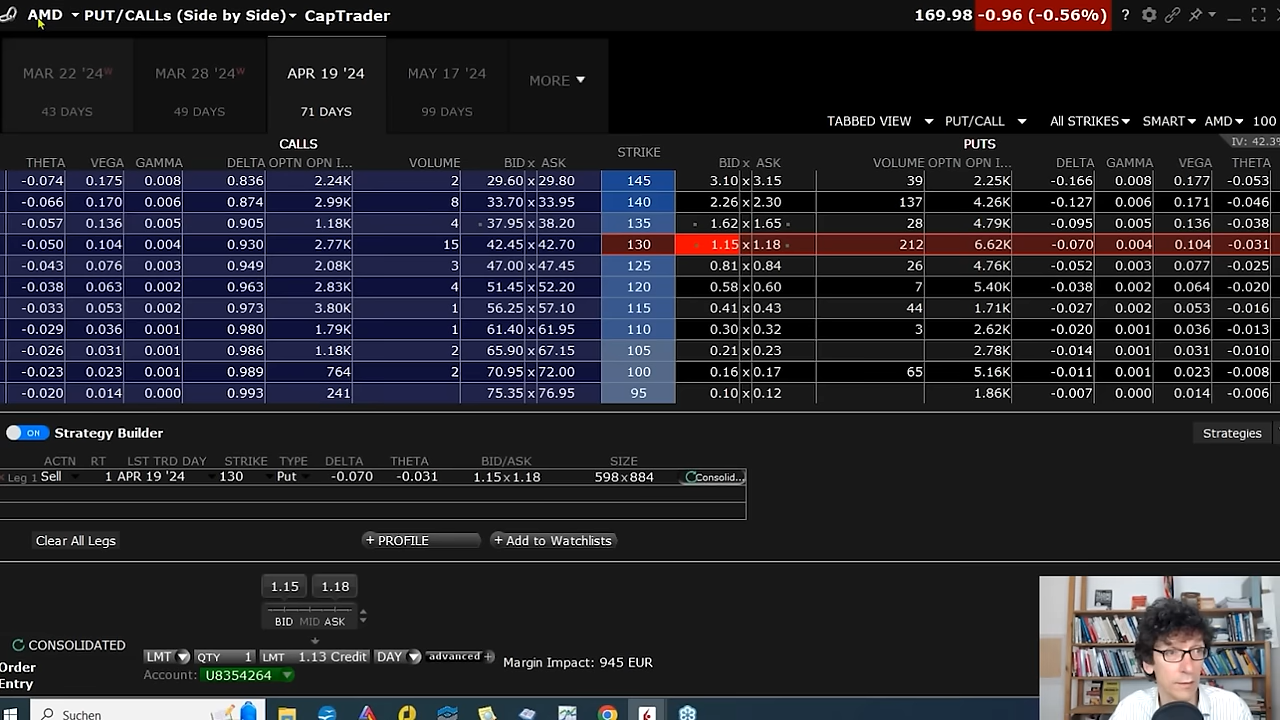 AMD PUT/CALLs (Side by Side) CapTrader 169.98 -0.96 (-0.56%) ?
MAR 22 '24W MAR 28 '24W APR 19 '24 MAY 17 '24 MORE
43 DAYS 49 DAYS 71 DAYS 99 DAYS
TABBED VIEW PUT/CALL All STRIKES SMART AMD 100
CALLS STRIKE PUTS IV: 42.3%
THETA VEGA GAMMA DELTA OPTN OPN I... VOLUME BID x ASK BID x ASK VOLUME OPTN OPN I... DELTA GAMMA VEGA THETA
-0.074 0.175 0.008 0.836 2.24K 2 29.60 x 29.80 145 3.10 x 3.15 39 2.25K -0.166 0.008 0.177 -0.053
-0.066 0.170 0.006 0.874 2.99K 8 33.70 x 33.95 140 2.26 x 2.30 137 4.26K -0.127 0.006 0.171 -0.046
-0.057 0.136 0.005 0.905 1.18K 4 37.95 x 38.20 135 1.62 x 1.65 28 4.79K -0.095 0.005 0.136 -0.038
-0.050 0.104 0.004 0.930 2.77K 15 42.45 x 42.70 130 1.15 x 1.18 212 6.62K -0.070 0.004 0.104 -0.031
-0.043 0.076 0.003 0.949 2.08K 3 47.00 x 47.45 125 0.81 x 0.84 26 4.76K -0.052 0.003 0.077 -0.025
-0.038 0.063 0.002 0.963 2.83K 4 51.45 x 52.20 120 0.58 x 0.60 7 5.40K -0.038 0.002 0.064 -0.020
-0.033 0.053 0.002 0.973 3.80K 1 56.25 x 57.10 115 0.41 x 0.43 44 1.71K -0.027 0.002 0.053 -0.016
-0.029 0.036 0.001 0.980 1.79K 1 61.40 x 61.95 110 0.30 x 0.32 3 2.62K -0.020 0.001 0.036 -0.013
-0.026 0.031 0.001 0.986 1.18K 2 65.90 x 67.15 105 0.21 x 0.23 2.78K -0.014 0.001 0.031 -0.010
-0.023 0.023 0.001 0.989 764 2 70.95 x 72.00 100 0.16 x 0.17 65 5.16K -0.011 0.001 0.023 -0.008
-0.020 0.014 0.000 0.993 241 75.35 x 76.95 95 0.10 x 0.12 1.86K -0.007 0.000 0.014 -0.006
ON Strategy Builder Strategies
ACTN RT LST TRD DAY STRIKE TYPE DELTA THETA BID/ASK SIZE
Leg 1 Sell 1 APR 19 '24 130 Put -0.070 -0.031 1.15 x 1.18 598 x 884 Consolid...
Clear All Legs + PROFILE + Add to Watchlists
1.15 1.18
BID MID ASK
CONSOLIDATED
LMT QTY 1 LMT 1.13 Credit DAY advanced + Margin Impact: 945 EUR
Order
Entry
Account: U8354264
Suchen